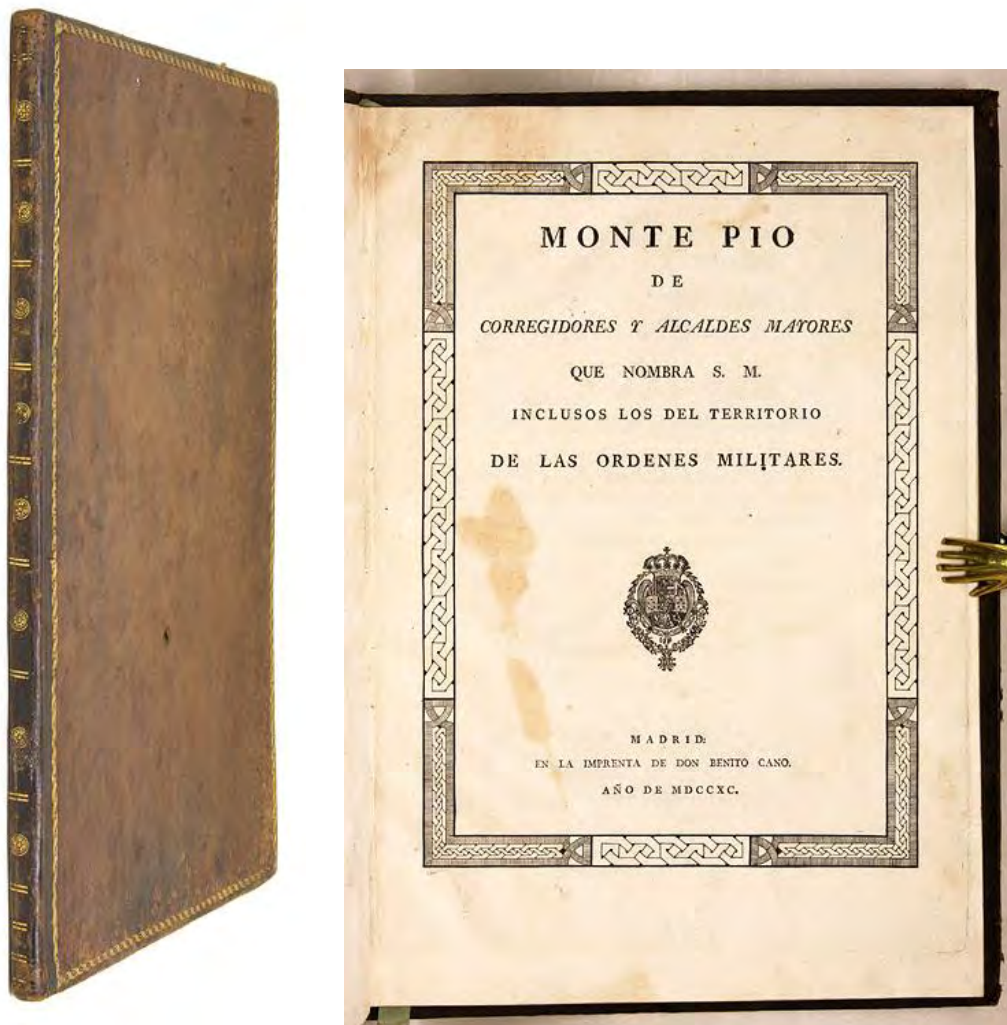 MONTE PIO
DE
CORREGIDORES Y ALCALDES MAYORES
QUE NOMBRA S. M.
INCLUSOS LOS DEL TERRITORIO
DE LAS ORDENES MILITARES.
MADRID:
EN LA IMPRENTA DE DON BENITO CANO.
AÑO DE MDCCXC.